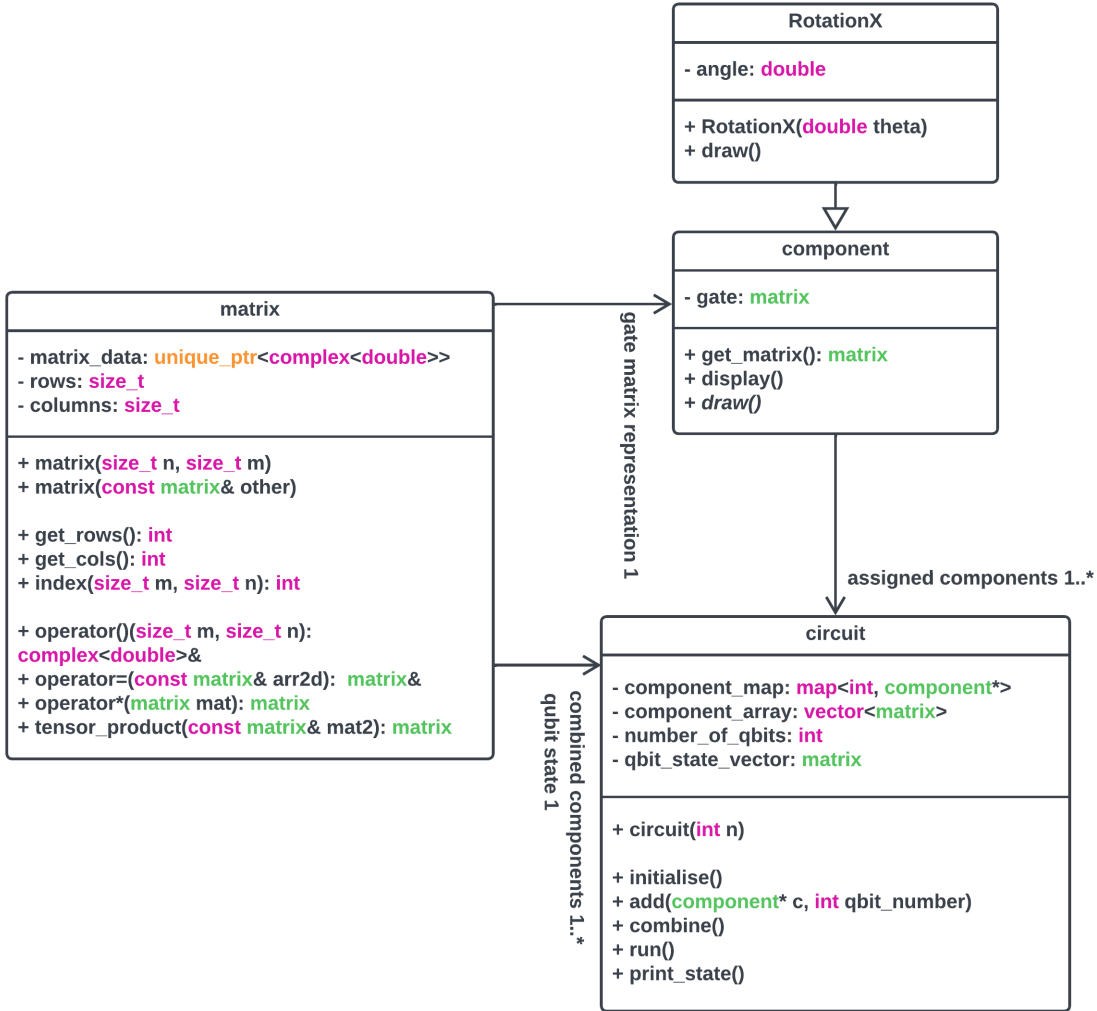 RotationX
- angle: double
+ RotationX(double theta)
+ draw()
component
- gate: matrix
+ get_matrix(): matrix
+ display()
+ draw()
matrix
- matrix_data: unique_ptr<complex<double>>
- rows: size_t
- columns: size_t
+ matrix(size_t n, size_t m)
+ matrix(const matrix& other)
+ get_rows(): int
+ get_cols(): int
+ index(size_t m, size_t n): int
+ operator()(size_t m, size_t n):
complex<double>&
+ operator=(const matrix& arr2d): matrix&
+ operator*(matrix mat): matrix
+ tensor_product(const matrix& mat2): matrix
gate matrix representation 1
assigned components 1..*
combined components 1..*
qubit state 1
circuit
- component_map: map<int, component*>
- component_array: vector<matrix>
- number_of_qbits: int
- qbit_state_vector: matrix
+ circuit(int n)
+ initialise()
+ add(component* c, int qbit_number)
+ combine()
+ run()
+ print_state()